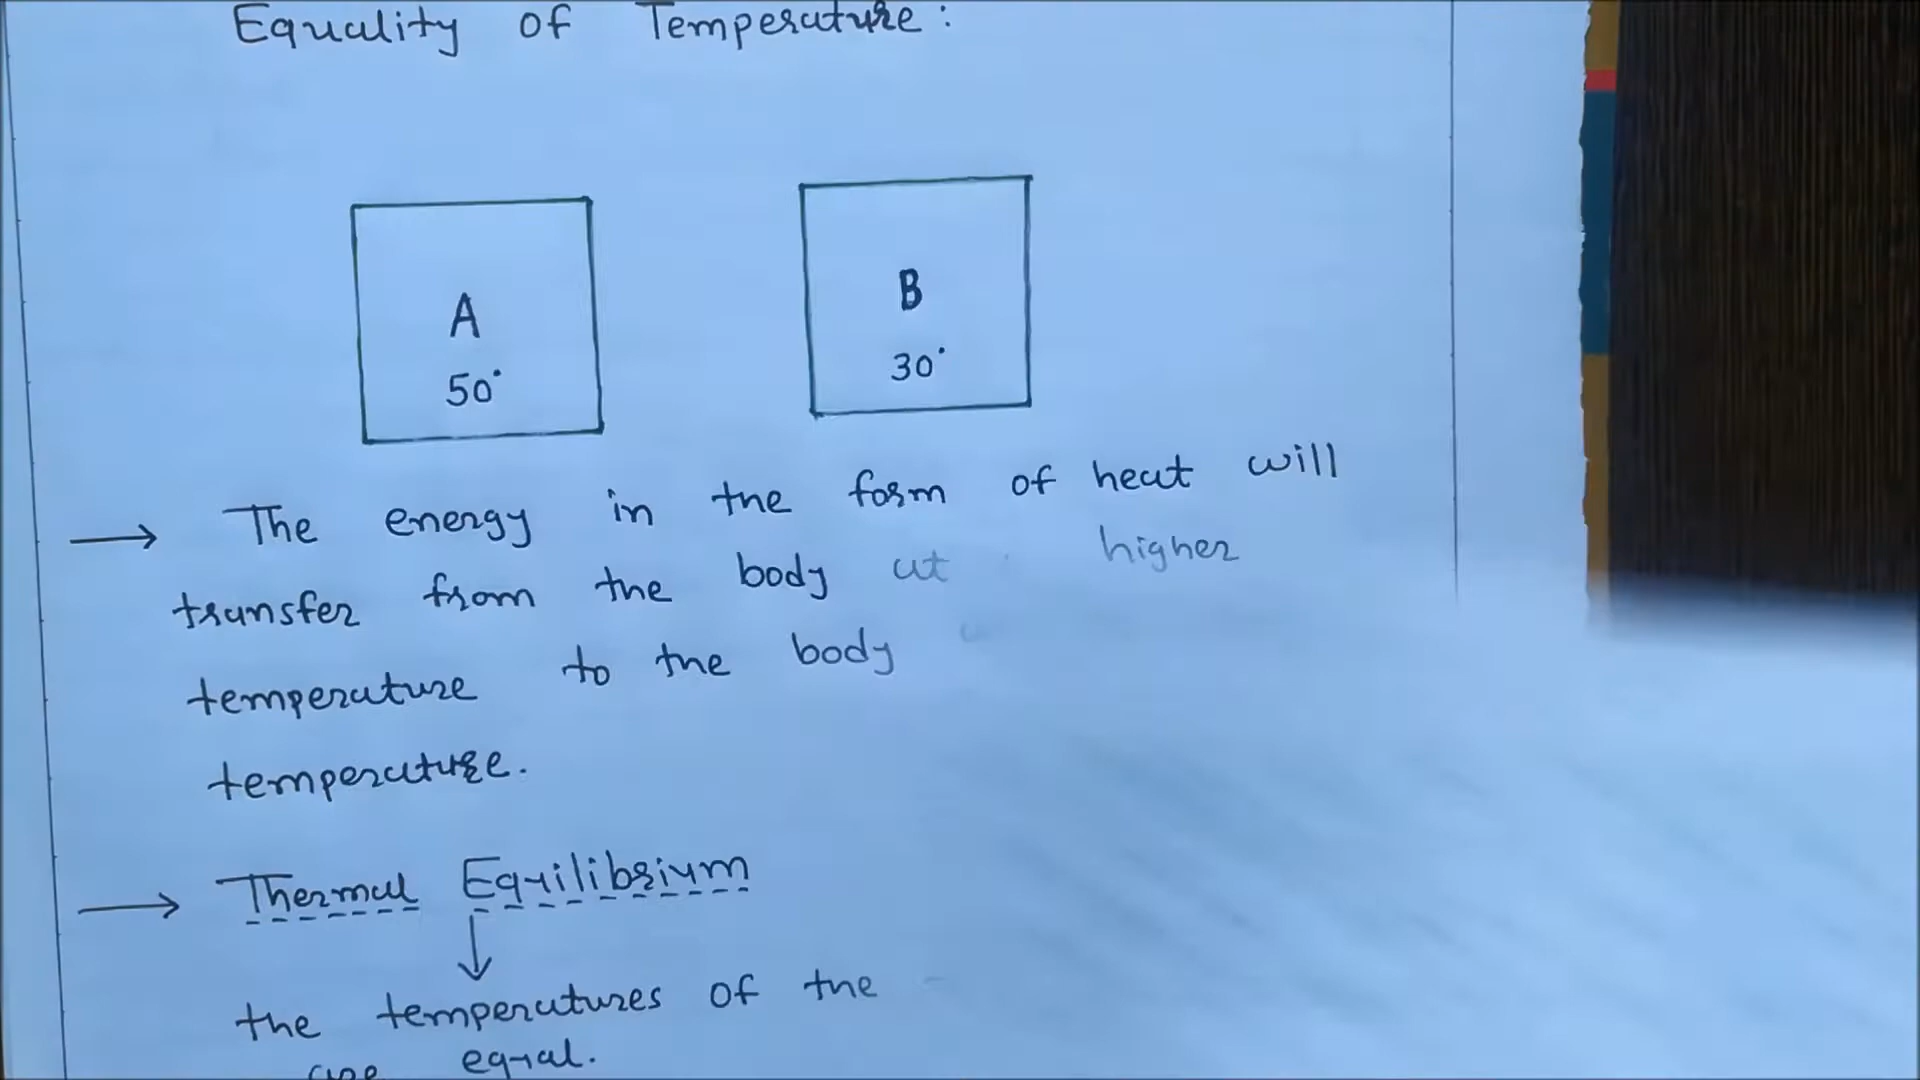 Equality of Temperature:
A
50°
B
30°
→ The energy in the form of heat will
transfer from the body at higher
temperature to the body
temperature.
→ Thermal Equilibrium
↓
the temperatures of the
are equal.